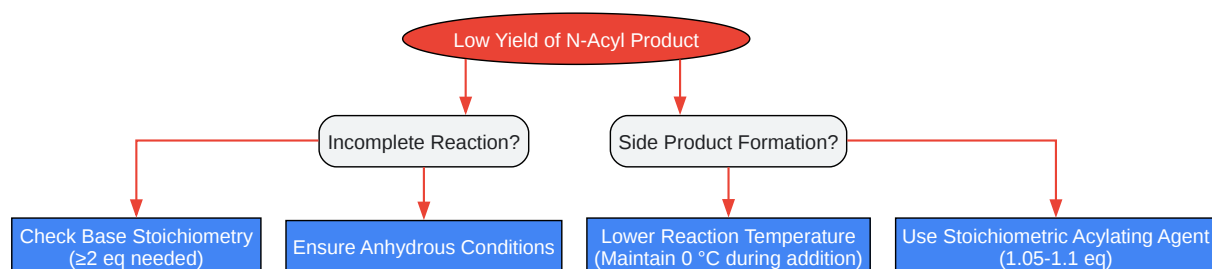 Low Yield of N-Acyl Product
Incomplete Reaction?
Side Product Formation?
Check Base Stoichiometry
(≥2 eq needed)
Ensure Anhydrous Conditions
Lower Reaction Temperature
(Maintain 0 °C during addition)
Use Stoichiometric Acylating Agent
(1.05-1.1 eq)